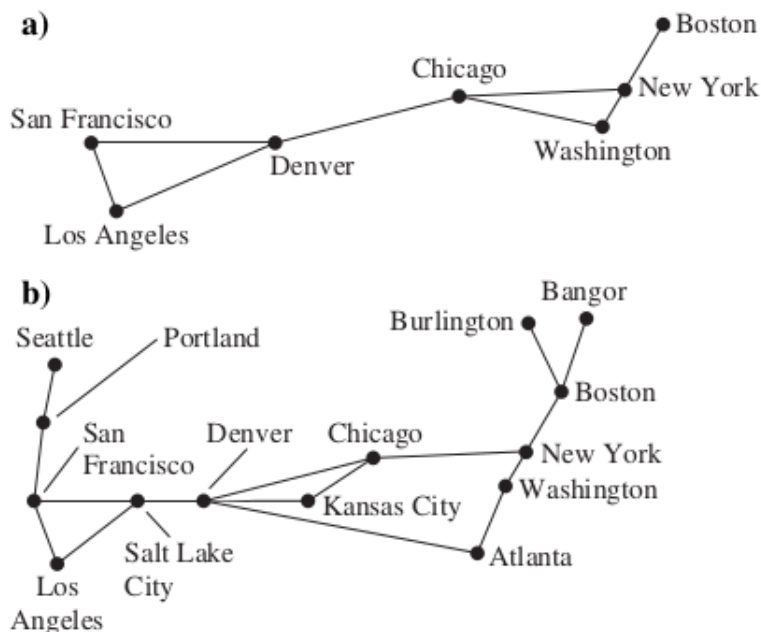 a)
Boston
Chicago
New York
San Francisco
Washington
Denver
Los Angeles
b)
Bangor
Burlington
Seattle
Portland
Boston
San
Francisco
Denver
Chicago
New York
Washington
Kansas City
Salt Lake
City
Atlanta
Los
Angeles